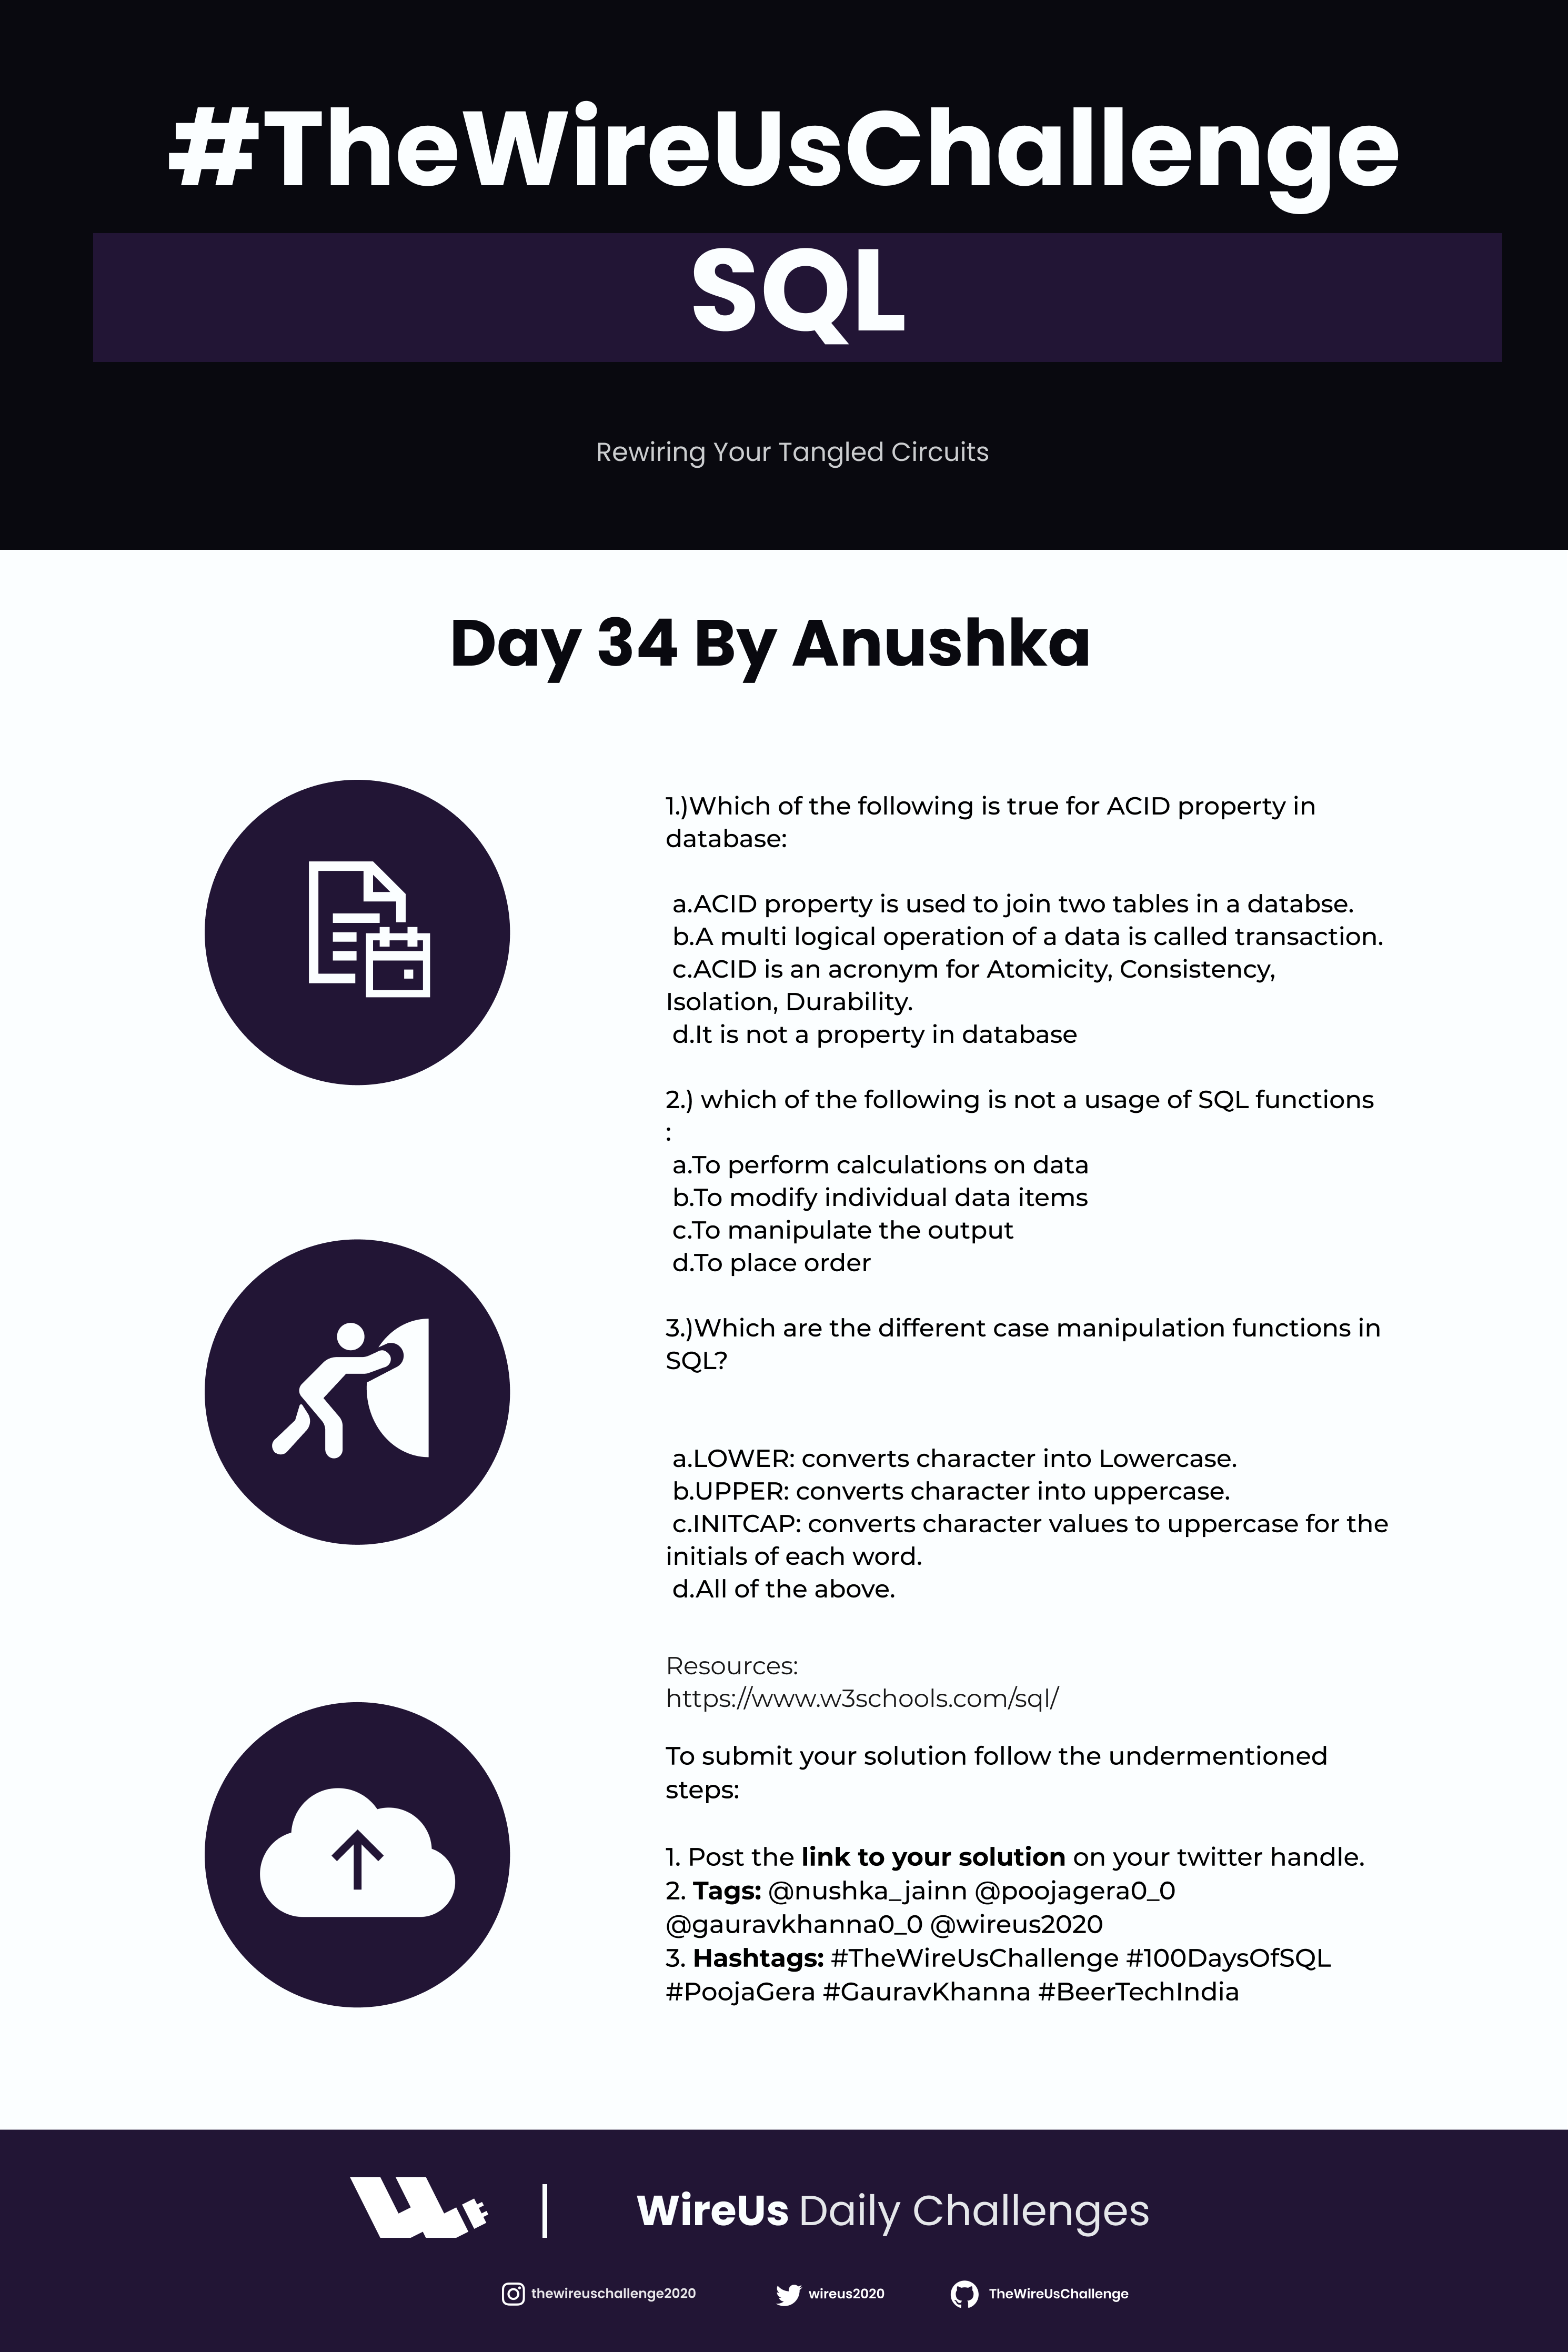 #TheWireUsChallenge
SQL
Rewiring Your Tangled Circuits
Day 34 By Anushka
1.)Which of the following is true for ACID property in
database:
a.ACID property is used to join two tables in a databse.
b.A multi logical operation of a data is called transaction.
c.ACID is an acronym for Atomicity, Consistency,
Isolation, Durability.
d.It is not a property in database
2.) which of the following is not a usage of SQL functions
:
a.To perform calculations on data
b.To modify individual data items
c.To manipulate the output
d.To place order
3.)Which are the different case manipulation functions in
SQL?
a.LOWER: converts character into Lowercase.
b.UPPER: converts character into uppercase.
c.INITCAP: converts character values to uppercase for the
initials of each word.
d.All of the above.
Resources:
https://www.w3schools.com/sql/
To submit your solution follow the undermentioned
steps:
1. Post the link to your solution on your twitter handle.
2. Tags: @nushka_jainn @poojagera0_0
@gauravkhanna0_0 @wireus2020
3. Hashtags: #TheWireUsChallenge #100DaysOfSQL
#PoojaGera #GauravKhanna #BeerTechIndia
WireUs Daily Challenges
thewireuschallenge2020 wireus2020 TheWireUsChallenge